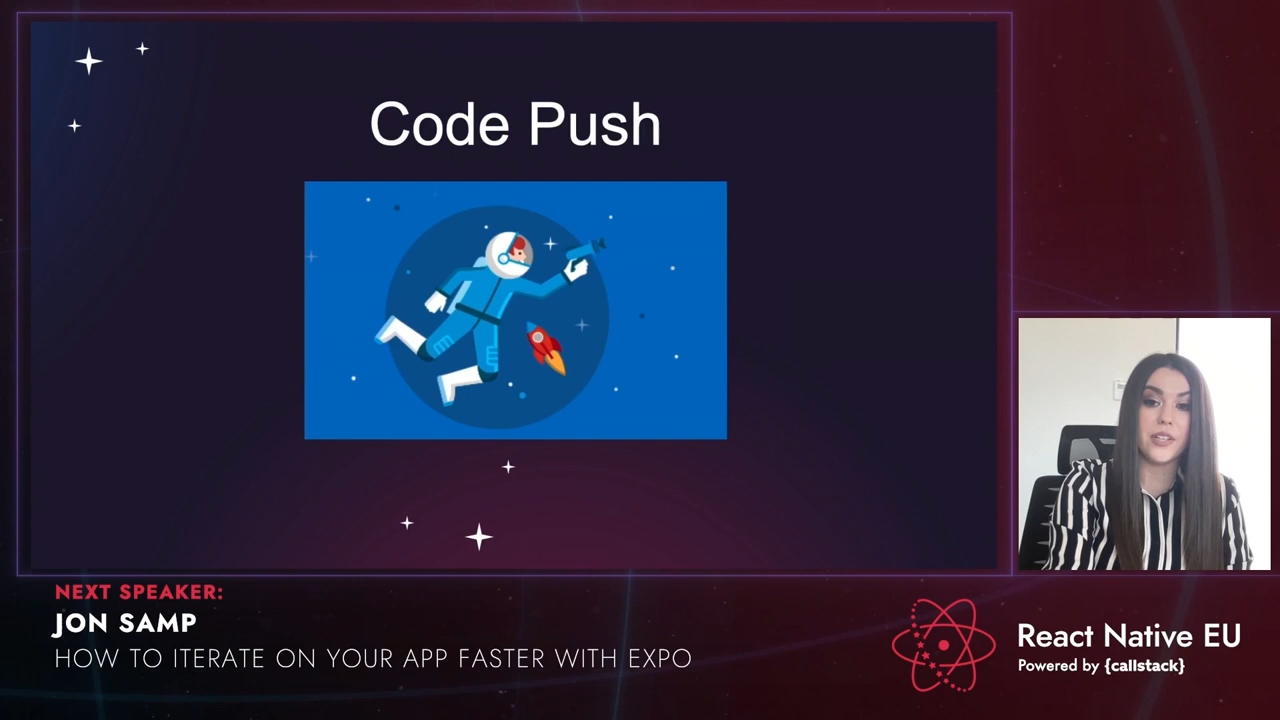 Code Push
NEXT SPEAKER:
JON SAMP
HOW TO ITERATE ON YOUR APP FASTER WITH EXPO
React Native EU
Powered by {callstack}